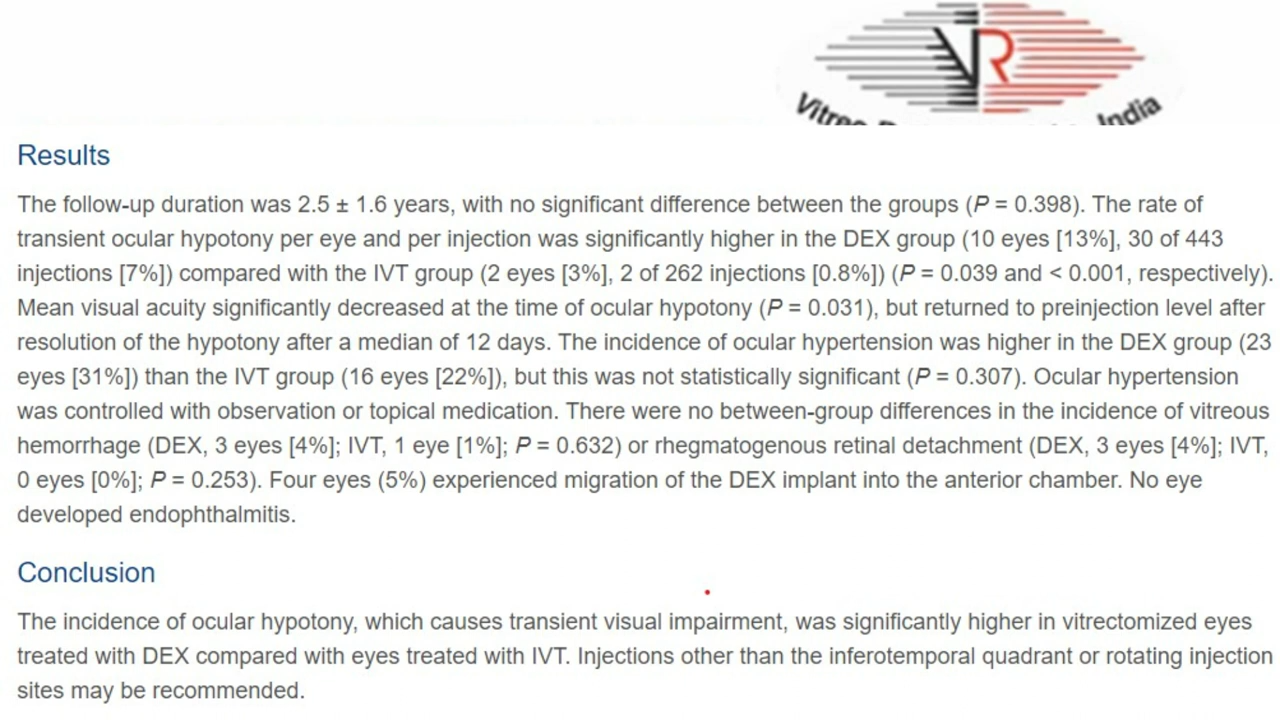 VR
Vitreo
India
Results
The follow-up duration was 2.5 ± 1.6 years, with no significant difference between the groups (P = 0.398). The rate of
transient ocular hypotony per eye and per injection was significantly higher in the DEX group (10 eyes [13%], 30 of 443
injections [7%]) compared with the IVT group (2 eyes [3%], 2 of 262 injections [0.8%]) (P = 0.039 and < 0.001, respectively).
Mean visual acuity significantly decreased at the time of ocular hypotony (P = 0.031), but returned to preinjection level after
resolution of the hypotony after a median of 12 days. The incidence of ocular hypertension was higher in the DEX group (23
eyes [31%]) than the IVT group (16 eyes [22%]), but this was not statistically significant (P = 0.307). Ocular hypertension
was controlled with observation or topical medication. There were no between-group differences in the incidence of vitreous
hemorrhage (DEX, 3 eyes [4%]; IVT, 1 eye [1%]; P = 0.632) or rhegmatogenous retinal detachment (DEX, 3 eyes [4%]; IVT,
0 eyes [0%]; P = 0.253). Four eyes (5%) experienced migration of the DEX implant into the anterior chamber. No eye
developed endophthalmitis.
Conclusion
The incidence of ocular hypotony, which causes transient visual impairment, was significantly higher in vitrectomized eyes
treated with DEX compared with eyes treated with IVT. Injections other than the inferotemporal quadrant or rotating injection
sites may be recommended.